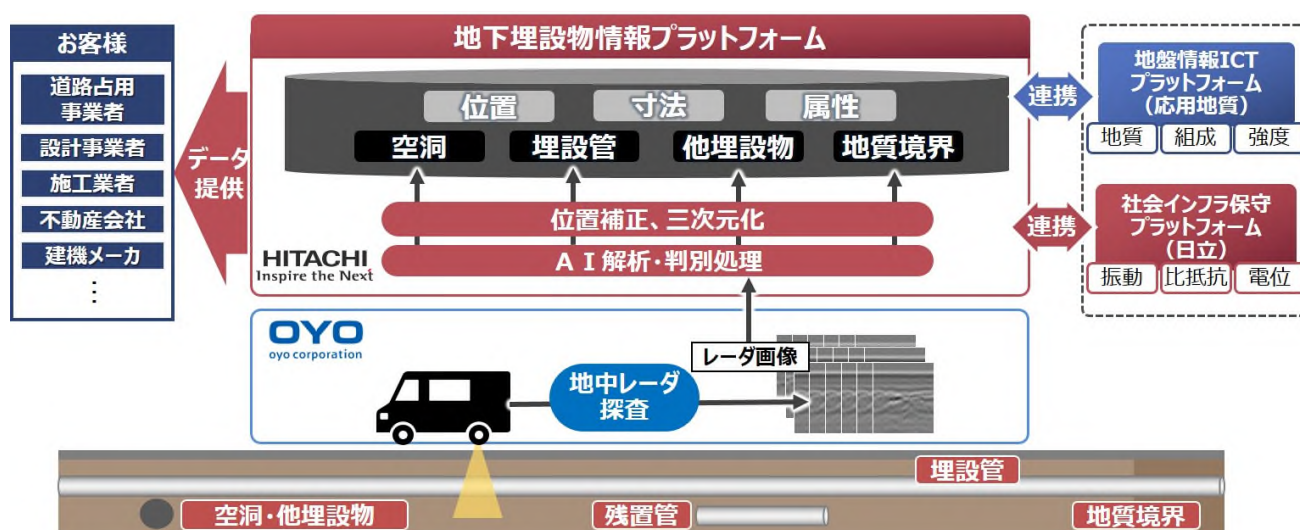 お客様
道路占用
事業者
設計事業者
施工業者
不動産会社
建機メーカ
⋮
データ
提供
地下埋設物情報プラットフォーム
位置
寸法
属性
空洞
埋設管
他埋設物
地質境界
位置補正、三次元化
ＡＩ解析・判別処理
HITACHI
Inspire the Next
連携
地盤情報ICT
プラットフォーム
（応用地質）
地質
組成
強度
連携
社会インフラ保守
プラットフォーム
（日立）
振動
比抵抗
電位
OYO
oyo corporation
地中レーダ
探査
レーダ画像
埋設管
空洞・他埋設物
残置管
地質境界